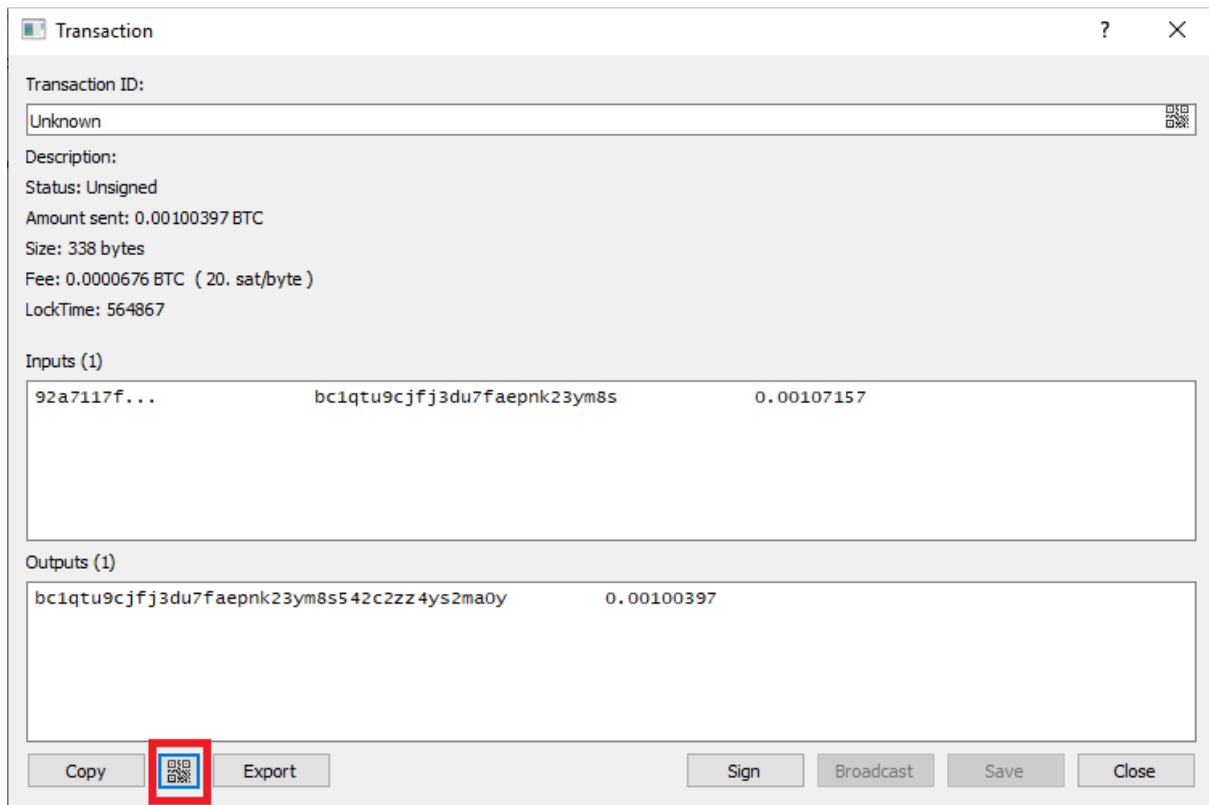 Transaction
?
Transaction ID:
Unknown
Description:
Status: Unsigned
Amount sent: 0.00100397 BTC
Size: 338 bytes
Fee: 0.0000676 BTC ( 20. sat/byte )
LockTime: 564867
Inputs (1)
92a7117f... bc1qtu9cjfj3du7faepnk23ym8s 0.00107157
Outputs (1)
bc1qtu9cjfj3du7faepnk23ym8s542c2zz4ys2ma0y 0.00100397
Copy Export Sign Broadcast Save Close